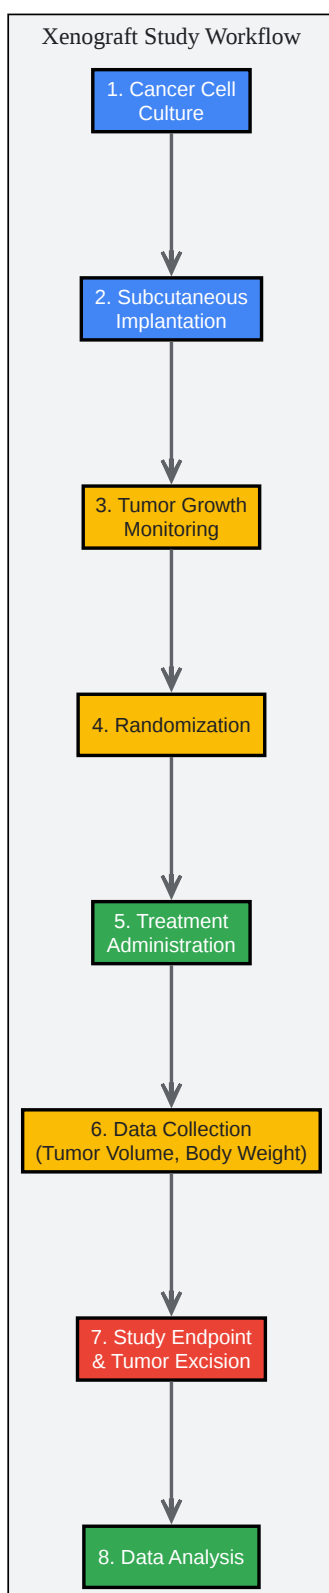 Xenograft Study Workflow
1. Cancer Cell
Culture
2. Subcutaneous
Implantation
3. Tumor Growth
Monitoring
4. Randomization
5. Treatment
Administration
6. Data Collection
(Tumor Volume, Body Weight)
7. Study Endpoint
& Tumor Excision
8. Data Analysis